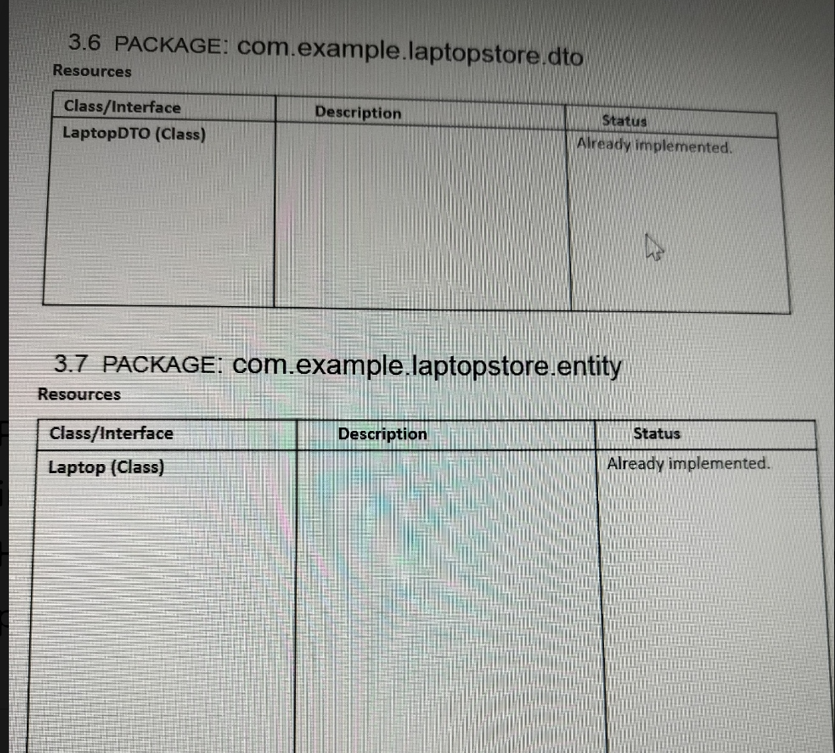 3.6 PACKAGE: com.example.laptopstore.dto
Resources
Class/Interface Description Status
LaptopDTO (Class) Already implemented.
3.7 PACKAGE: com.example.laptopstore.entity
Resources
Class/Interface Description Status
Laptop (Class) Already implemented.